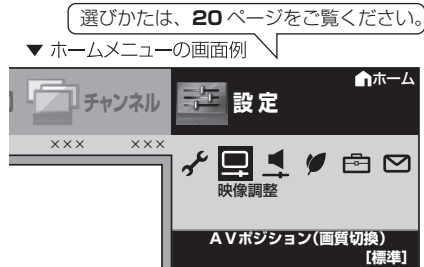 選びかたは、20 ページをご覧ください。
▼ ホームメニューの画面例
ホーム
チャンネル
設定
××× ×××
映像調整
AVポジション(画質切換)
[標準]